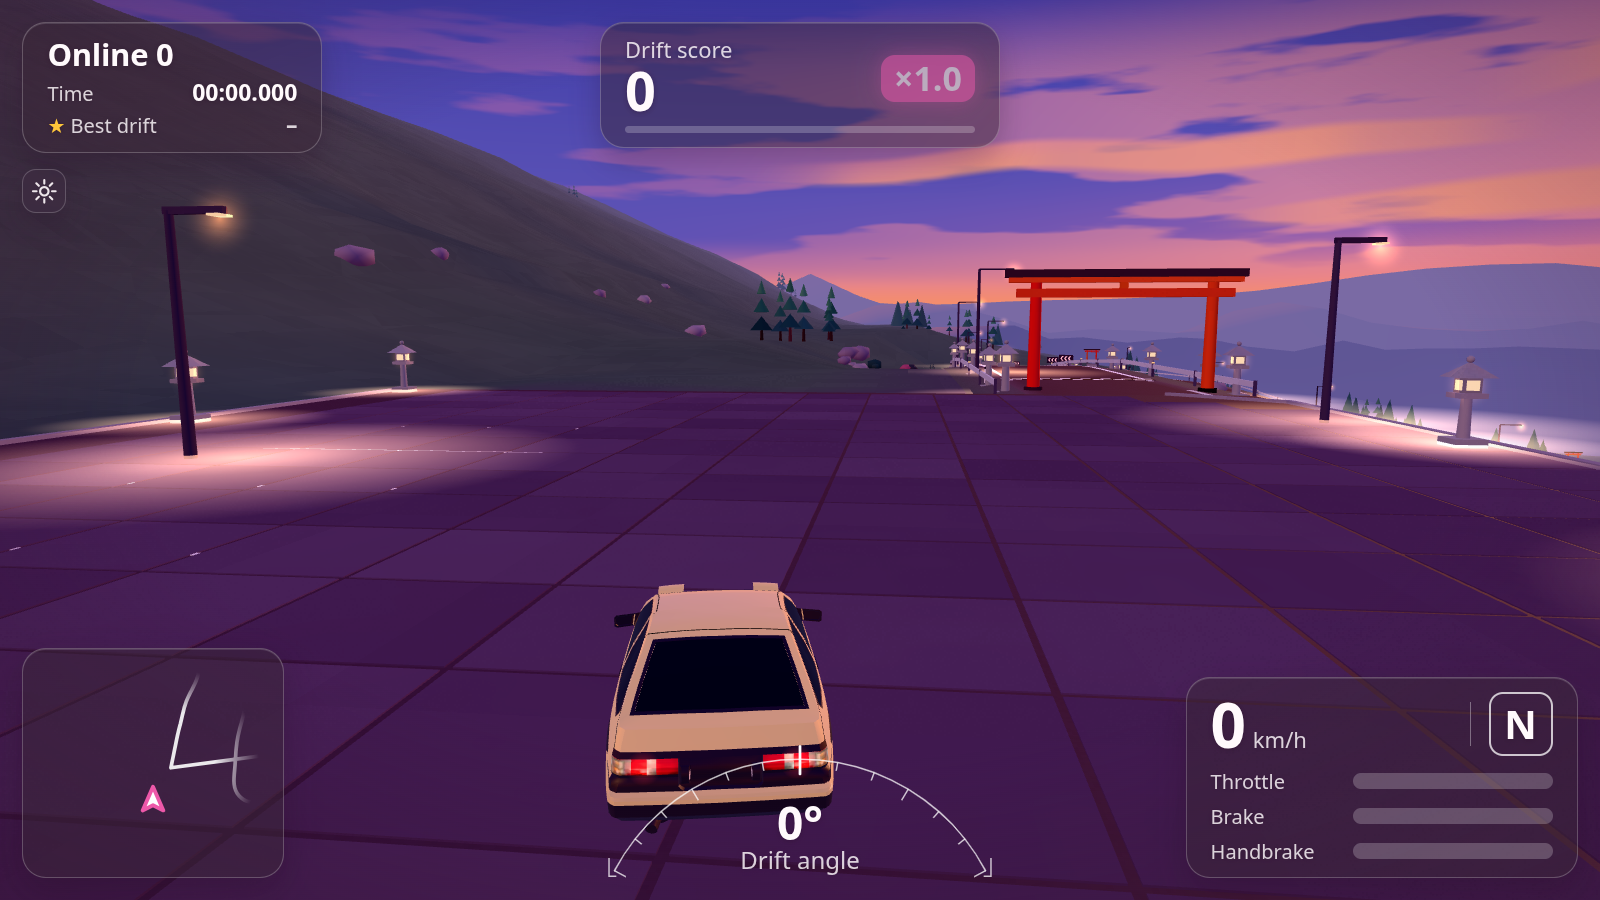 Online 0
Time 00:00.000
★ Best drift –
Drift score
0
×1.0
0 km/h
N
Throttle
Brake
Handbrake
0°
Drift angle